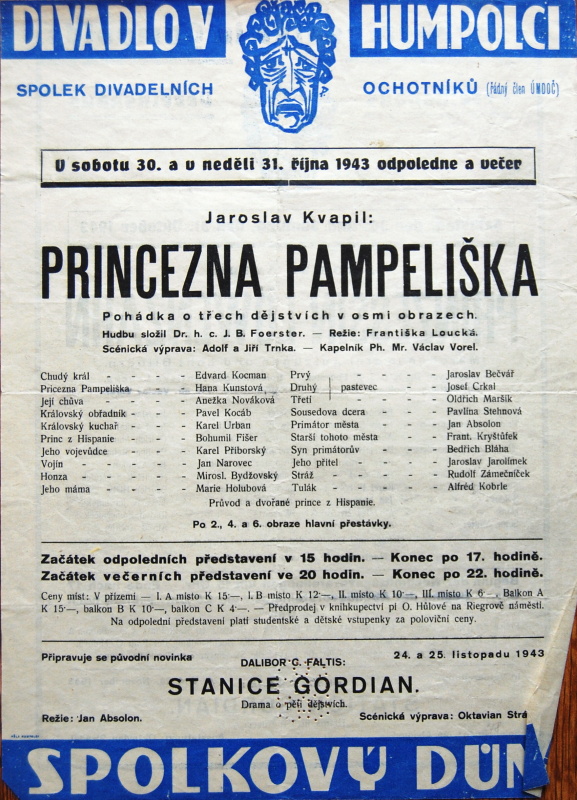 DIVADLO V HUMPOLCI
SPOLEK DIVADELNÍCH OCHOTNÍKŮ (řádný člen ÚMDOČ)
V sobotu 30. a v neděli 31. října 1943 odpoledne a večer
Jaroslav Kvapil:
PRINCEZNA PAMPELIŠKA
Pohádka o třech dějstvích v osmi obrazech.
Hudbu složil Dr. h. c. J. B. Foerster. — Režie: Františka Loucká.
Scénická výprava: Adolf a Jiří Trnka. — Kapelník Ph. Mr. Václav Vorel.
Chudý král - - - - Edvard Kocman
Pricezna Pampeliška - - Hana Kunstová
Její chůva - - - - Anežka Nováková
Královský obřadník - - - - Pavel Kocáb
Královský kuchař - - - - Karel Urban
Princ z Hispanie - - - - Bohumil Fišer
Jeho vojevůdce - - - - Karel Příborský
Vojín - - - - Jan Narovec
Honza - - - - Mirosl. Bydžovský
Jeho máma - - - - Marie Holubová
Prvý - - - - Jaroslav Bečvář
Druhý pastevec - - Josef Crkal
Třetí - - - - Oldřich Maršik
Sousedova dcera - - - Pavlína Stehnová
Primátor města - - - Jan Absolon
Starší tohoto města - - Frant. Kryštůfek
Syn primátorův - - - Bedřich Bláha
Jeho přítel - - - - Jaroslav Jarolímek
Stráž - - - - Rudolf Zámečníček
Tulák - - - - Alfréd Kobrle
Průvod a dvořané prince z Hispanie.
Po 2., 4. a 6. obraze hlavní přestávky.
Začátek odpoledních představení v 15 hodin. — Konec po 17. hodině.
Začátek večerních představení ve 20 hodin. — Konec po 22. hodině.
Ceny míst: V přízemi — I. A místo K 15·—, I. B místo K 12·—, II. místo K 10·—, III. místo K 6·—, Balkon A
K 15·—, balkon B K 10·—, balkon C K 4·—. — Předprodej v knihkupectví pí O. Hůlové na Riegrově náměstí.
Na odpolední představení platí studentské a dětské vstupenky za poloviční ceny.
Připravuje se původní novinka
24. a 25. listopadu 1943
DALIBOR C. FALTIS:
STANICE GORDIAN.
Drama o pěti dějstvích.
Režie: Jan Absolon.
Scénická výprava: Oktavian Strá
SPOLKOVÝ DŮM